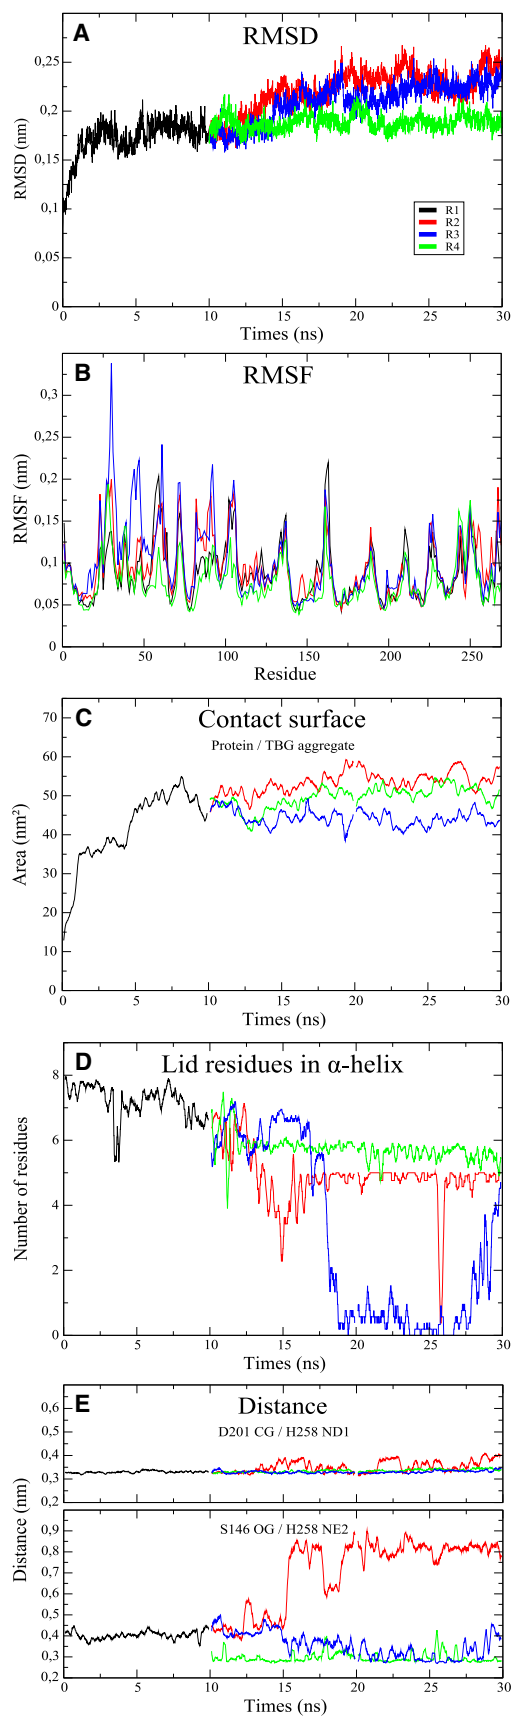 A
RMSD
0,25
0,2
0,15
0,1
0,05
0
RMSD (nm)
R1
R2
R3
R4
0 5 10 15 20 25 30
Times (ns)
B
RMSF
0,3
0,25
0,2
0,15
0,1
0,05
0
RMSF (nm)
0 50 100 150 200 250
Residue
C
Contact surface
Protein / TBG aggregate
70
60
50
40
30
20
10
0
Area (nm²)
0 5 10 15 20 25 30
Times (ns)
D
Lid residues in α-helix
8
6
4
2
0
Number of residues
0 5 10 15 20 25 30
Times (ns)
E
Distance
D201 CG / H258 ND1
0,6
0,5
0,4
0,3
0,2
Distance (nm)
S146 OG / H258 NE2
0,9
0,8
0,7
0,6
0,5
0,4
0,3
0,2
0 5 10 15 20 25 30
Times (ns)